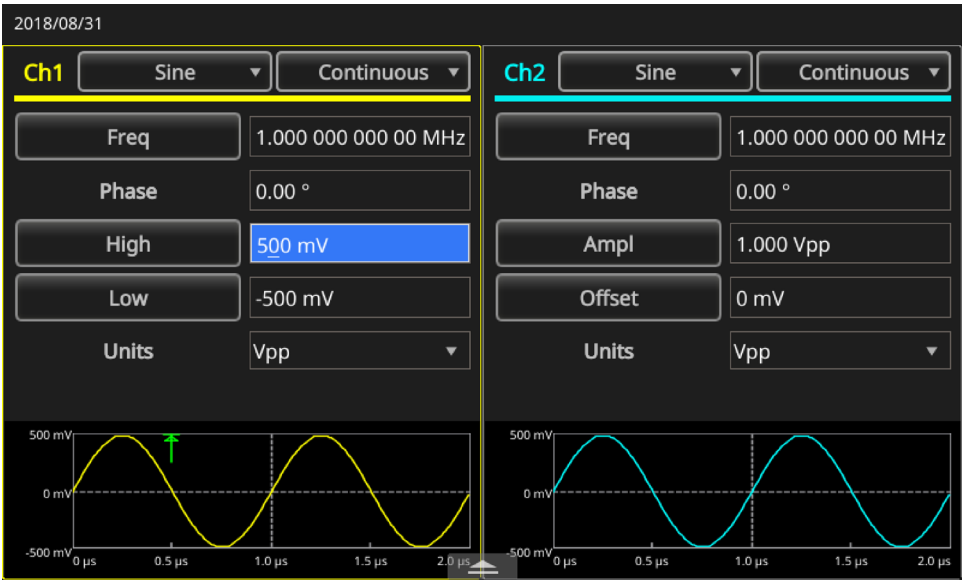 2018/08/31
Ch1 Sine Continuous
Freq 1.000 000 000 00 MHz
Phase 0.00 °
High 500 mV
Low -500 mV
Units Vpp
500 mV
0 mV
-500 mV
0 µs 0.5 µs 1.0 µs 1.5 µs 2.0 µs
Ch2 Sine Continuous
Freq 1.000 000 000 00 MHz
Phase 0.00 °
Ampl 1.000 Vpp
Offset 0 mV
Units Vpp
500 mV
0 mV
-500 mV
0 µs 0.5 µs 1.0 µs 1.5 µs 2.0 µs